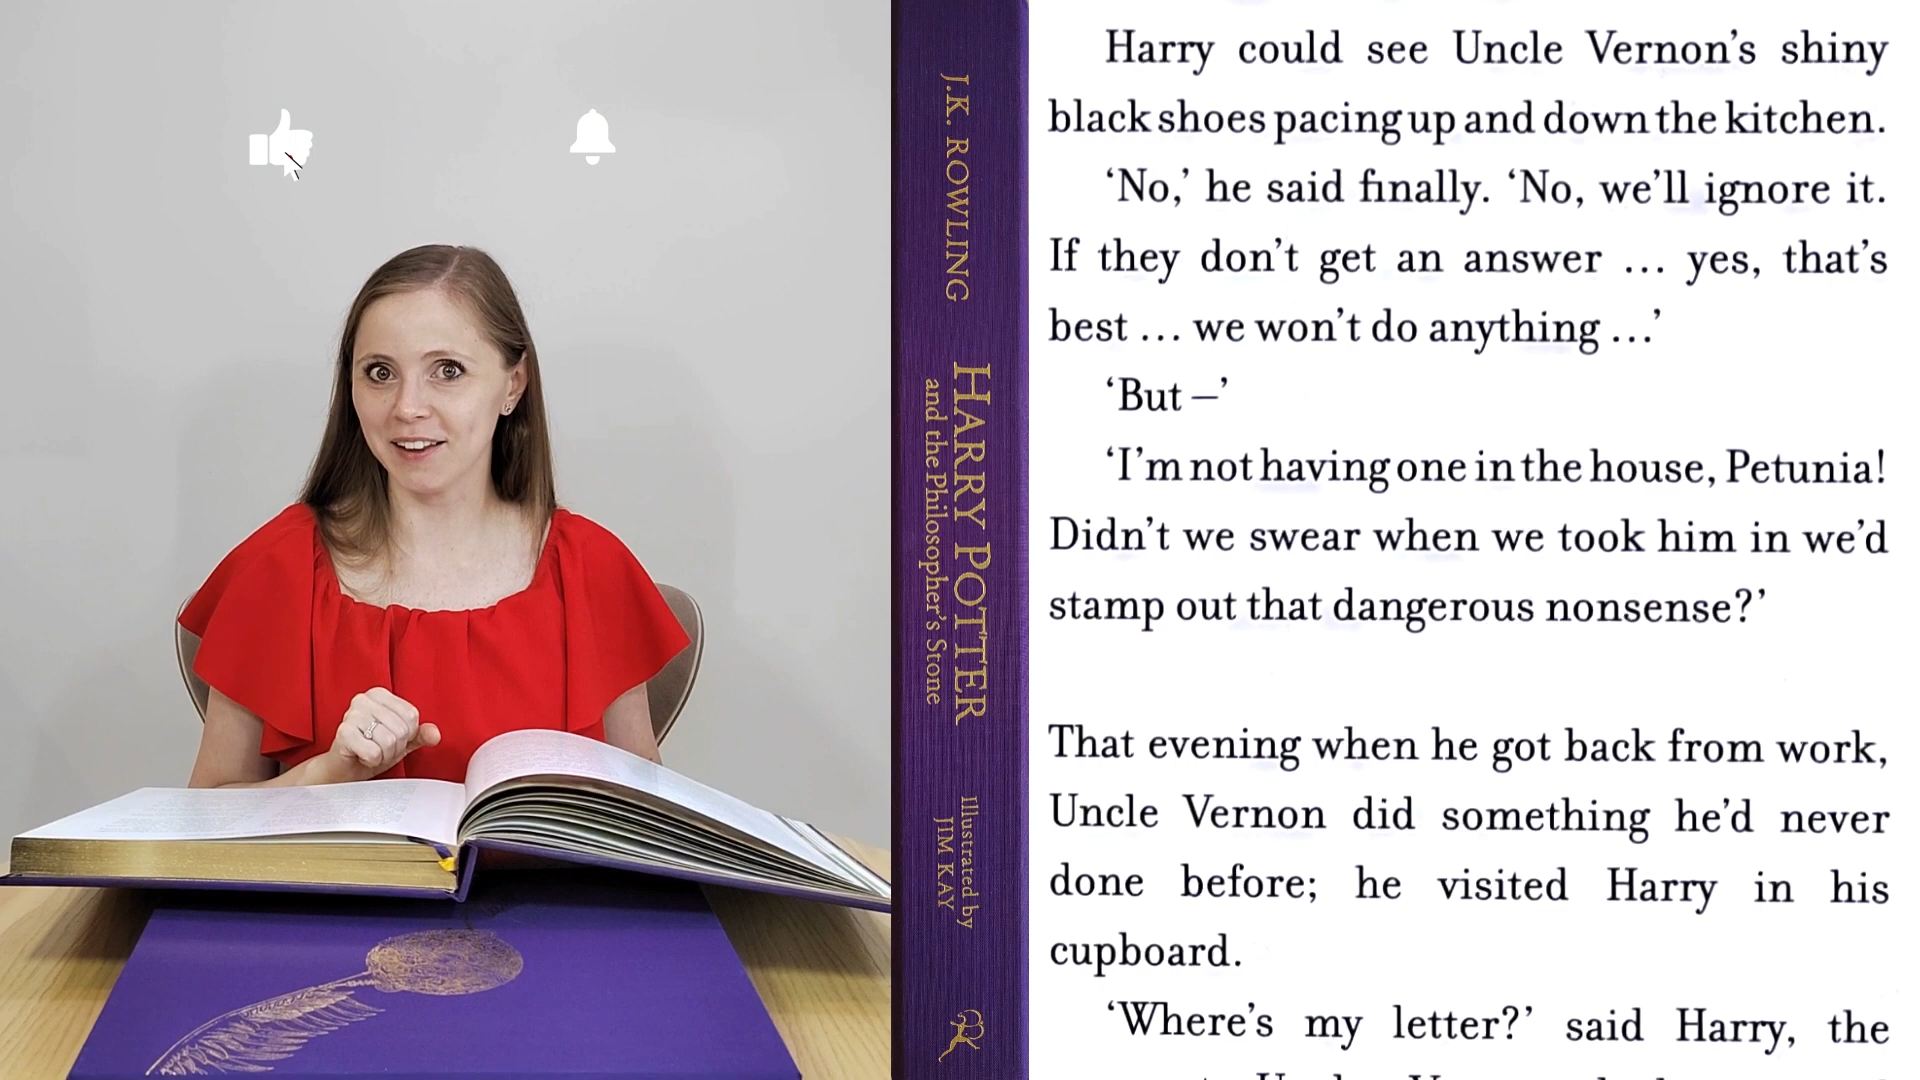 J.K. ROWLING
HARRY POTTER
and the Philosopher's Stone
Illustrated by
JIM KAY
Harry could see Uncle Vernon's shiny
black shoes pacing up and down the kitchen.
‘No,’ he said finally. ‘No, we'll ignore it.
If they don't get an answer … yes, that's
best … we won't do anything …’
‘But –’
‘I'm not having one in the house, Petunia!
Didn't we swear when we took him in we'd
stamp out that dangerous nonsense?’
That evening when he got back from work,
Uncle Vernon did something he'd never
done before; he visited Harry in his
cupboard.
‘Where's my letter?’ said Harry, the